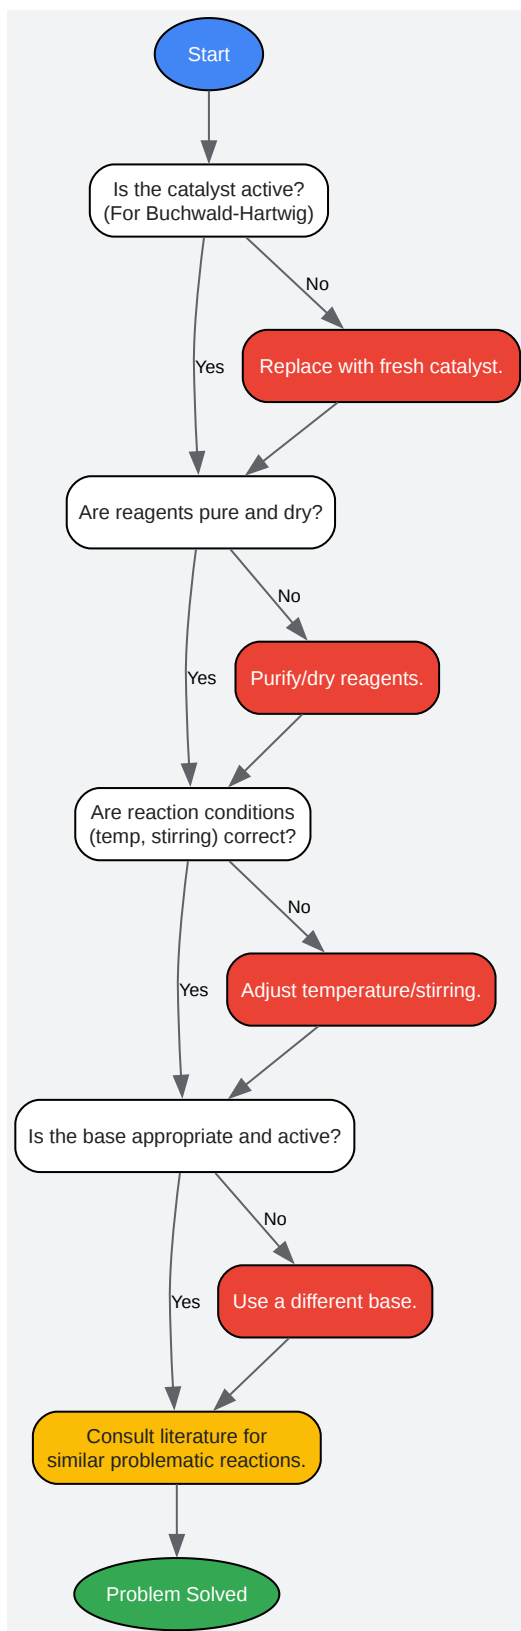 Start
Is the catalyst active?
(For Buchwald-Hartwig)
No
Yes
Replace with fresh catalyst.
Are reagents pure and dry?
No
Yes
Purify/dry reagents.
Are reaction conditions
(temp, stirring) correct?
No
Yes
Adjust temperature/stirring.
Is the base appropriate and active?
No
Yes
Use a different base.
Consult literature for
similar problematic reactions.
Problem Solved